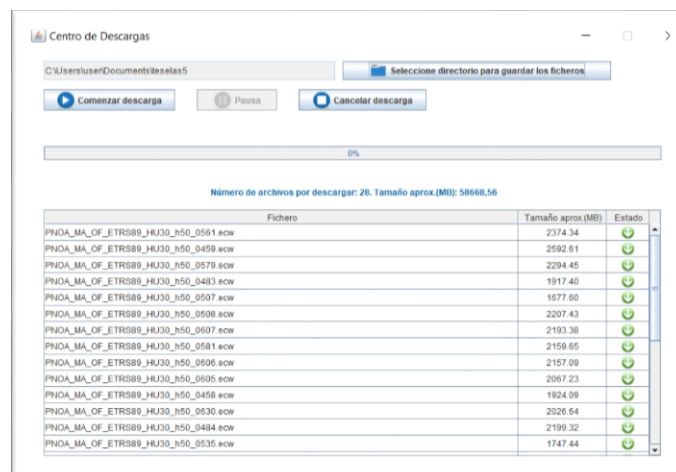 Centro de Descargas
C:\Users\user\Documents\teselas5
Seleccione directorio para guardar los ficheros
Comenzar descarga Pausa Cancelar descarga
0%
Número de archivos por descargar: 28. Tamaño aprox.(MB): 58668,56
Fichero Tamaño aprox.(MB) Estado
PNOA_MA_OF_ETRS89_HU30_h50_0561.ecw 2374.34
PNOA_MA_OF_ETRS89_HU30_h50_0459.ecw 2592.61
PNOA_MA_OF_ETRS89_HU30_h50_0579.ecw 2294.45
PNOA_MA_OF_ETRS89_HU30_h50_0483.ecw 1917.40
PNOA_MA_OF_ETRS89_HU30_h50_0507.ecw 1677.60
PNOA_MA_OF_ETRS89_HU30_h50_0508.ecw 2207.43
PNOA_MA_OF_ETRS89_HU30_h50_0607.ecw 2193.38
PNOA_MA_OF_ETRS89_HU30_h50_0581.ecw 2159.65
PNOA_MA_OF_ETRS89_HU30_h50_0606.ecw 2157.09
PNOA_MA_OF_ETRS89_HU30_h50_0605.ecw 2067.23
PNOA_MA_OF_ETRS89_HU30_h50_0458.ecw 1924.09
PNOA_MA_OF_ETRS89_HU30_h50_0630.ecw 2026.64
PNOA_MA_OF_ETRS89_HU30_h50_0484.ecw 2199.32
PNOA_MA_OF_ETRS89_HU30_h50_0535.ecw 1747.44